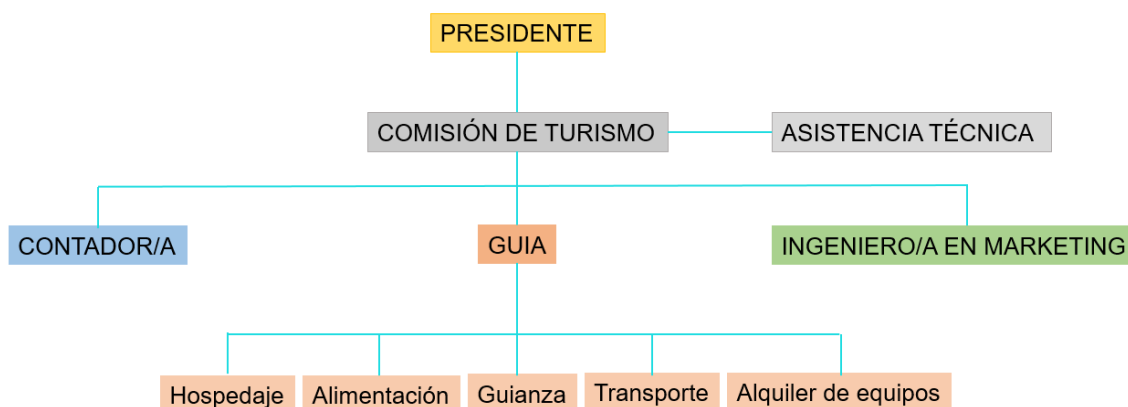 PRESIDENTE
COMISIÓN DE TURISMO
ASISTENCIA TÉCNICA
CONTADOR/A
GUIA
INGENIERO/A EN MARKETING
Hospedaje
Alimentación
Guianza
Transporte
Alquiler de equipos